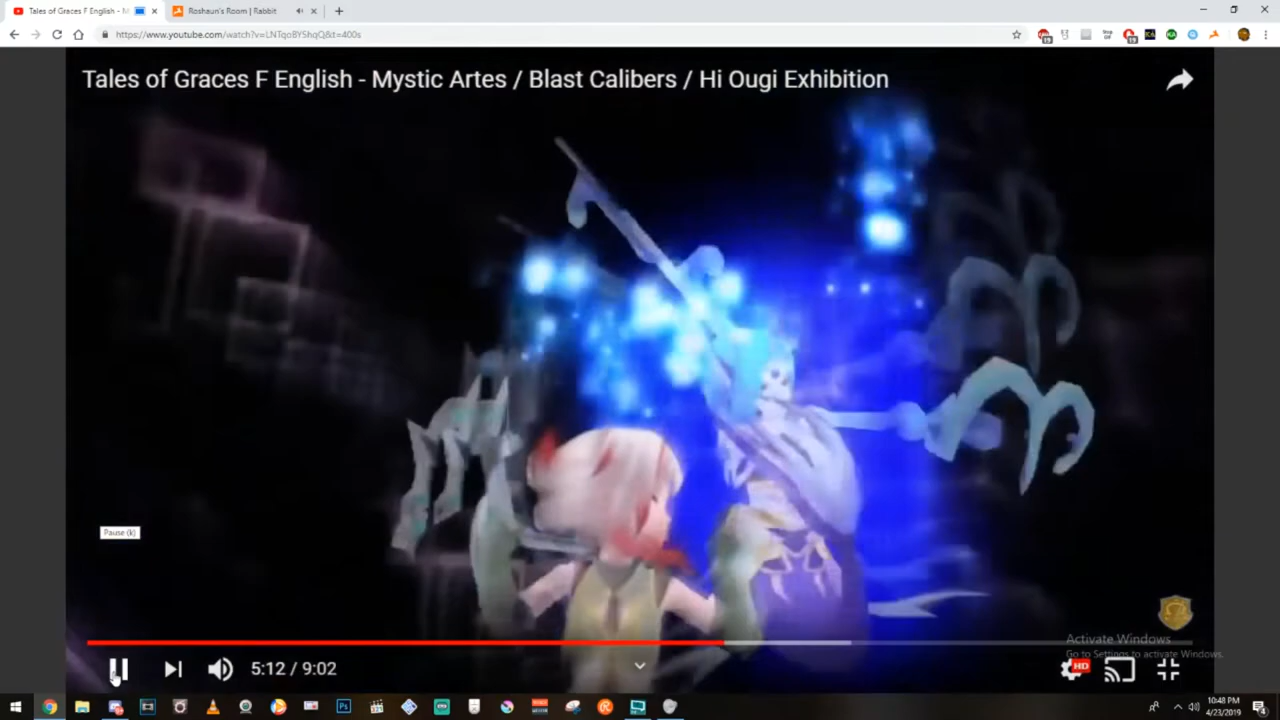 Tales of Graces F English - M
Roshaun's Room | Rabbit
https://www.youtube.com/watch?v=LNTqoBYShqQ&t=400s
Tales of Graces F English - Mystic Artes / Blast Calibers / Hi Ougi Exhibition
Pause (k)
Activate Windows
Go to Settings to activate Windows.
5:12 / 9:02
HD
Ps
10:48 PM
4/23/2019